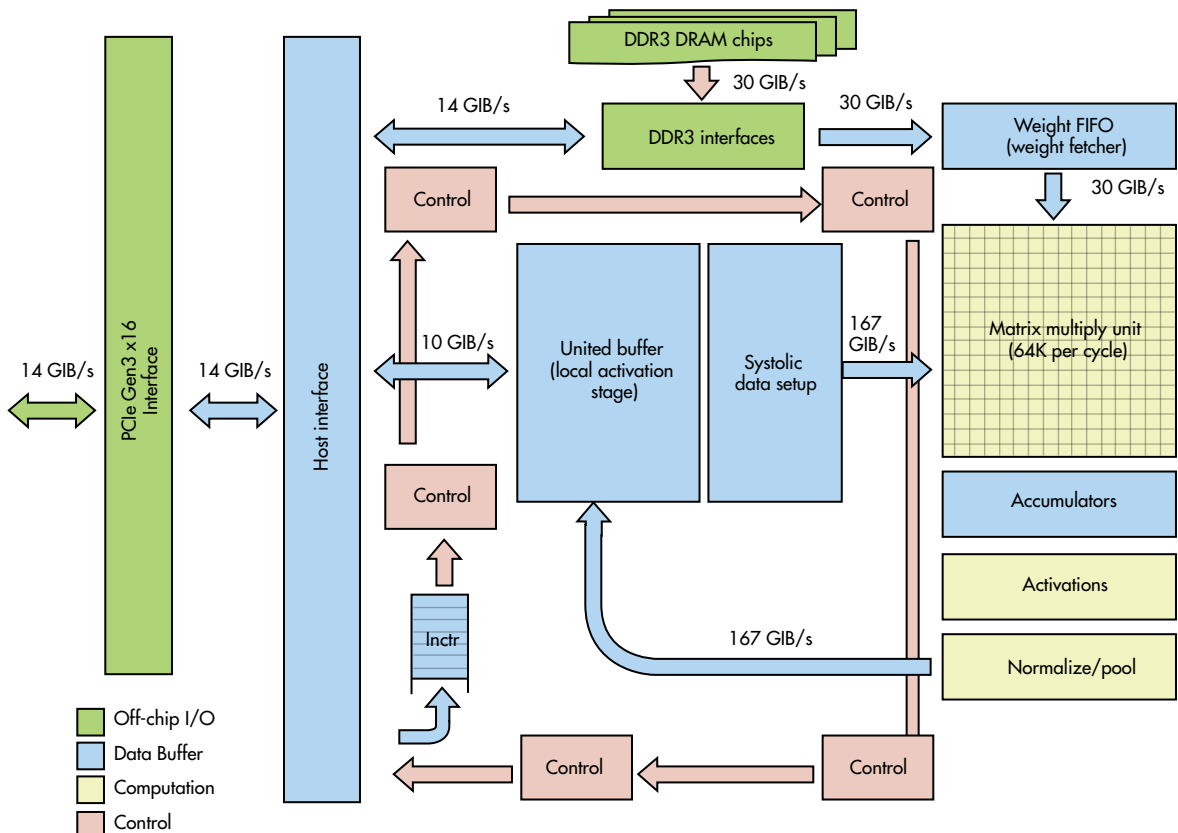 DDR3 DRAM chips
30 GIB/s
14 GIB/s
30 GIB/s
DDR3 interfaces
Weight FIFO
(weight fetcher)
30 GIB/s
Control
Control
14 GIB/s
PCIe Gen3 x16
Interface
14 GIB/s
Host interface
10 GIB/s
United buffer
(local activation
stage)
Systolic
data setup
167
GIB/s
Matrix multiply unit
(64K per cycle)
Control
Accumulators
Activations
Inctr
167 GIB/s
Normalize/pool
Control
Control
Off-chip I/O
Data Buffer
Computation
Control